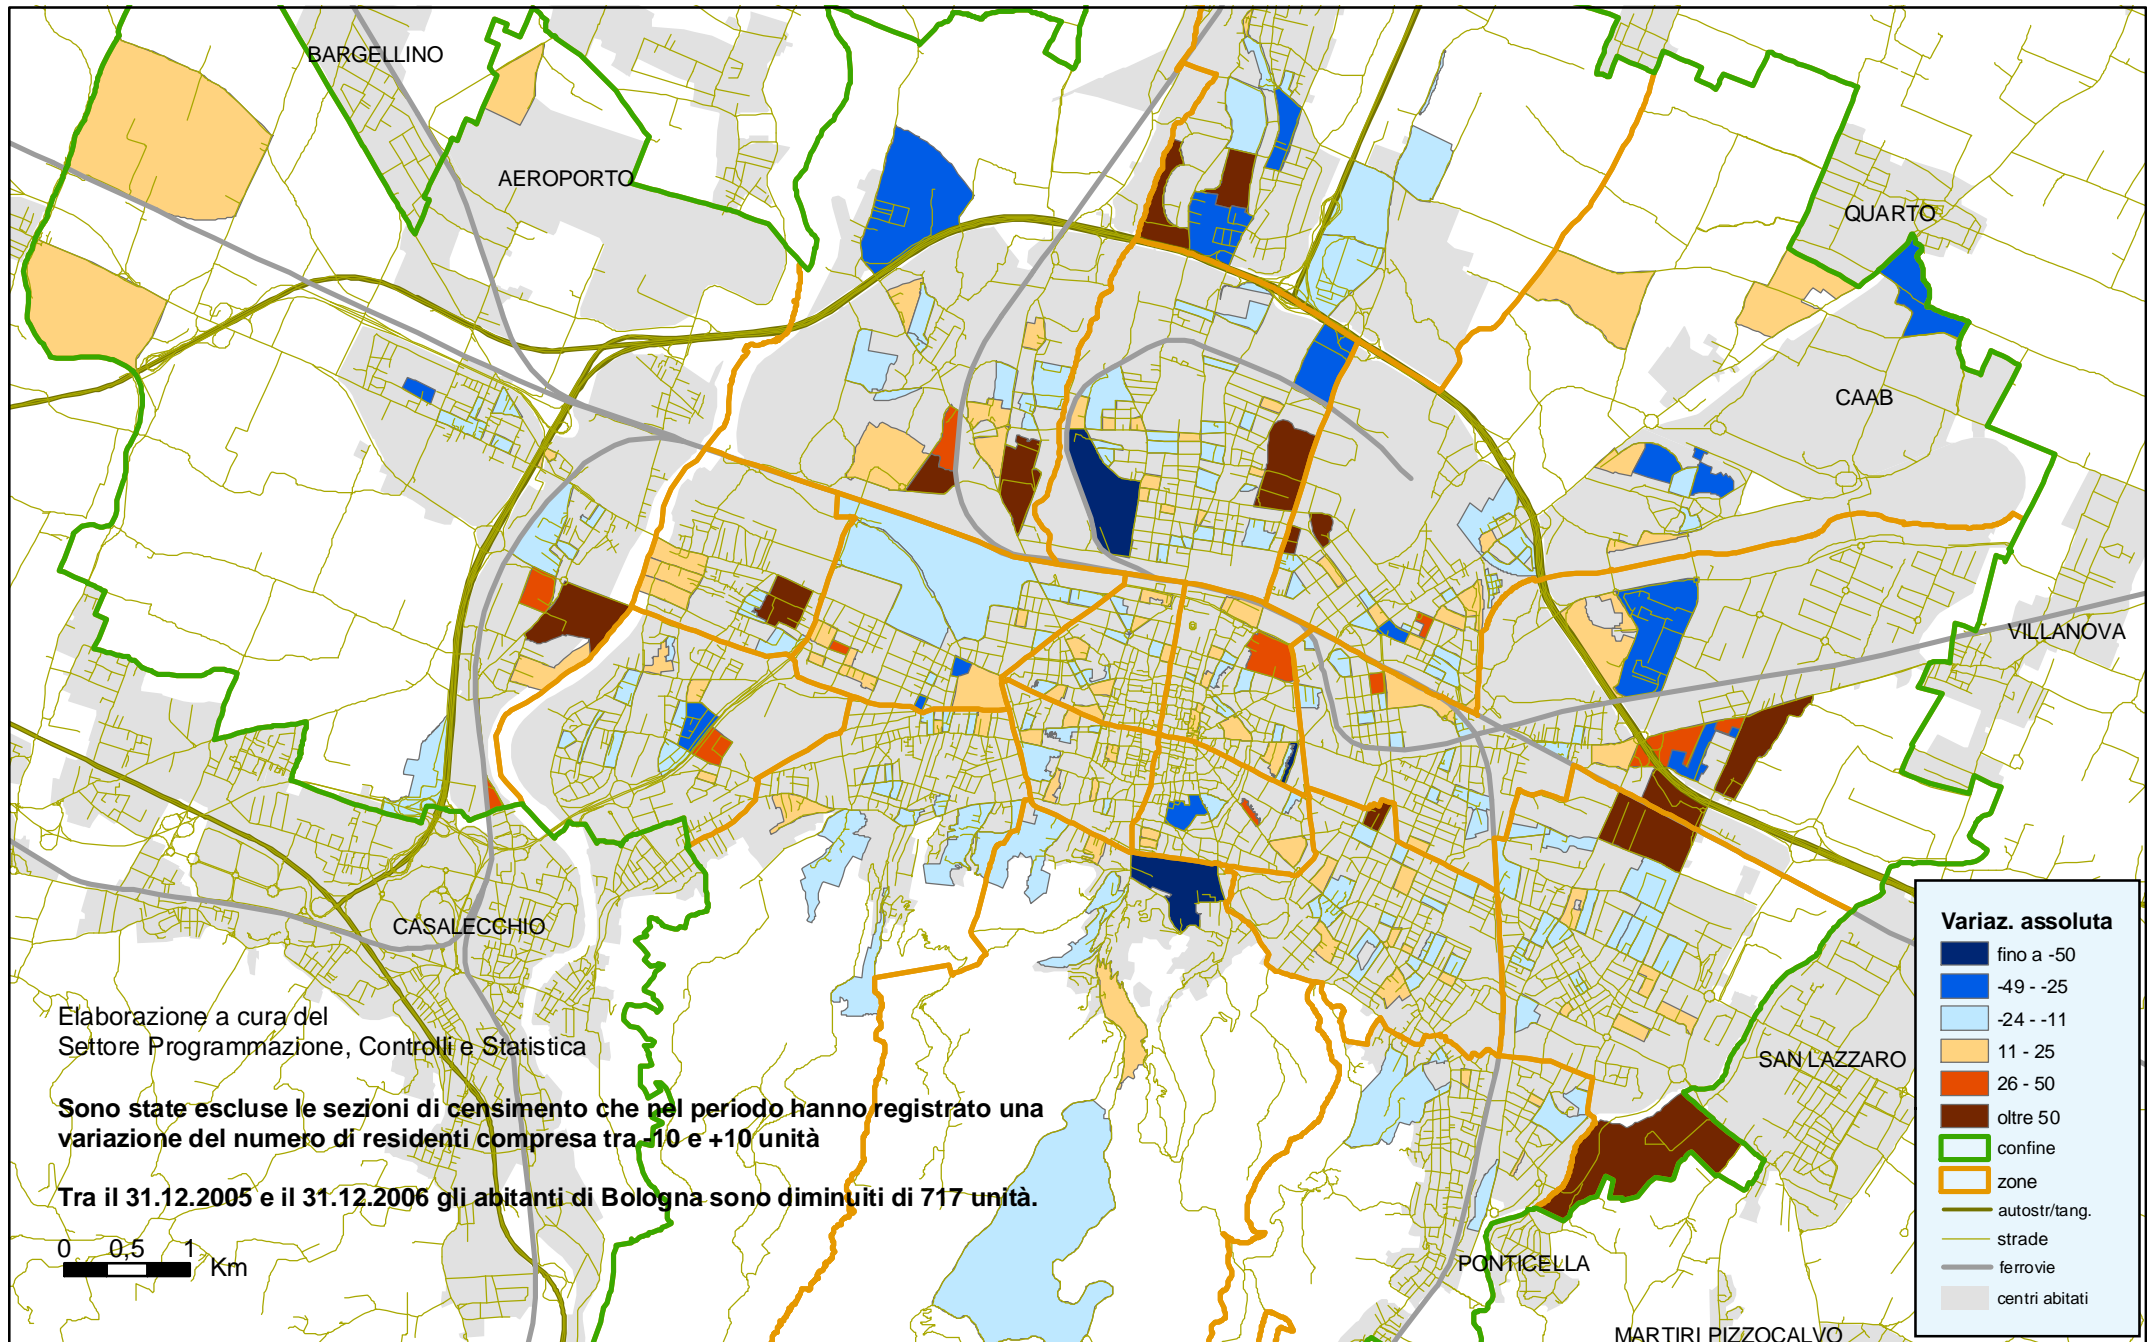 BARGELLINO
AEROPORTO
QUARTO
CAAB
VILLANOVA
CASALECCHIO
SAN LAZZARO
PONTICELLA
MARTIRI PIZZOCALVO
Elaborazione a cura del
Settore Programmazione, Controlli e Statistica
Sono state escluse le sezioni di censimento che nel periodo hanno registrato una
variazione del numero di residenti compresa tra -10 e +10 unità
Tra il 31.12.2005 e il 31.12.2006 gli abitanti di Bologna sono diminuiti di 717 unità.
0 0,5 1
Km
Variaz. assoluta
fino a -50
-49 - -25
-24 - -11
11 - 25
26 - 50
oltre 50
confine
zone
autostr/tang.
strade
ferrovie
centri abitati